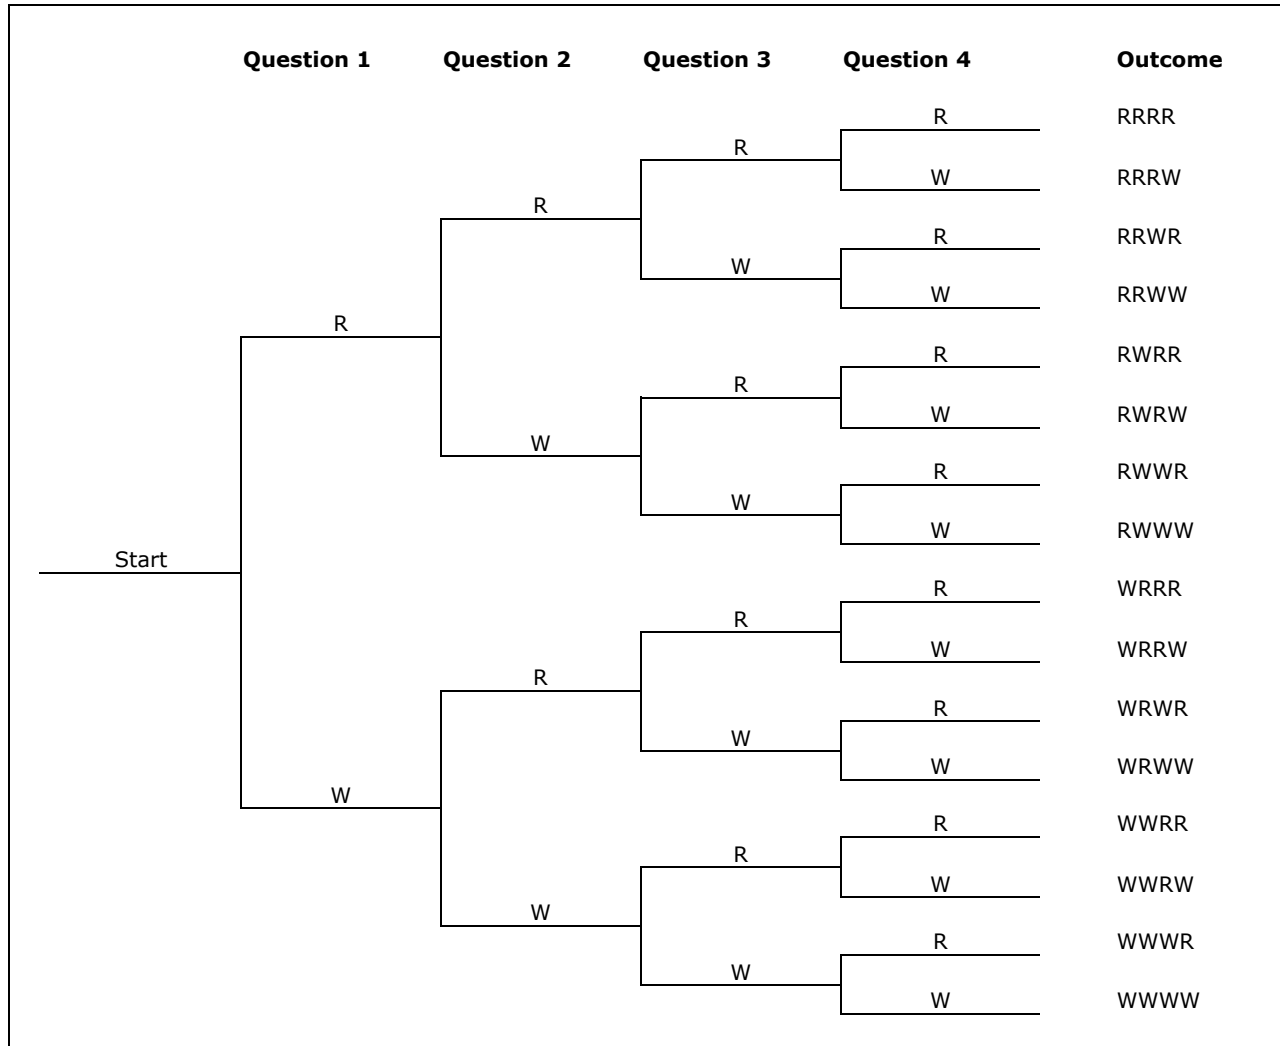 Question 1 Question 2 Question 3 Question 4 Outcome
R RRRR
R
W RRRW
R
R RRWR
W
W RRWW
R
R RWRR
R
W RWRW
W
R RWWR
W
W RWWW
Start
R WRRR
R
W WRRW
R
R WRWR
W
W WRWW
W
R WWRR
R
W WWRW
W
R WWWR
W
W WWWW